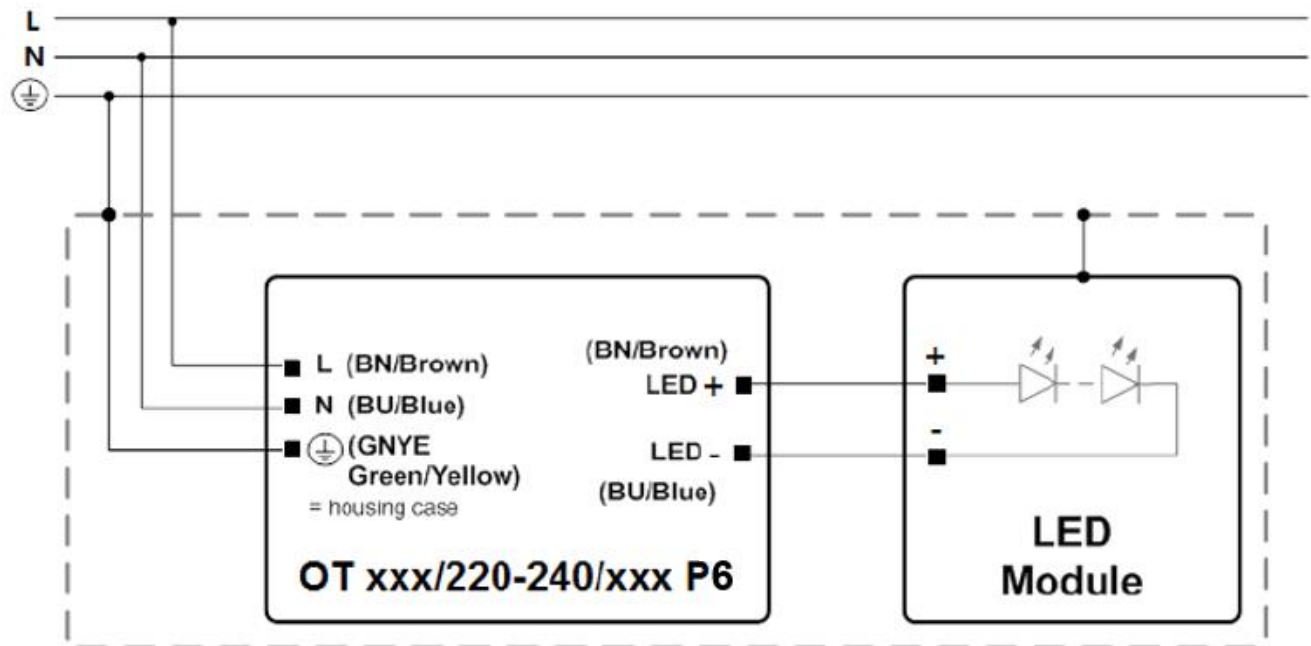 L
N
L (BN/Brown)
N (BU/Blue)
(GNYE
Green/Yellow)
= housing case
(BN/Brown)
LED +
LED -
(BU/Blue)
OT xxx/220-240/xxx P6
+
-
LED
Module